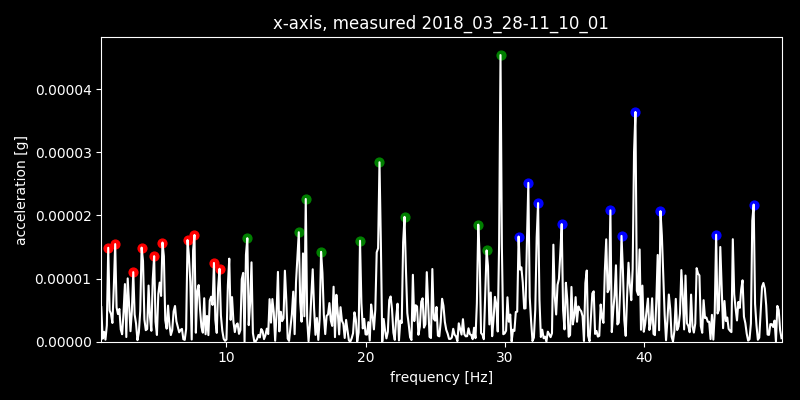 x-axis, measured 2018_03_28-11_10_01
0.00004
0.00003
0.00002
0.00001
0.00000
acceleration [g]
10 20 30 40
frequency [Hz]